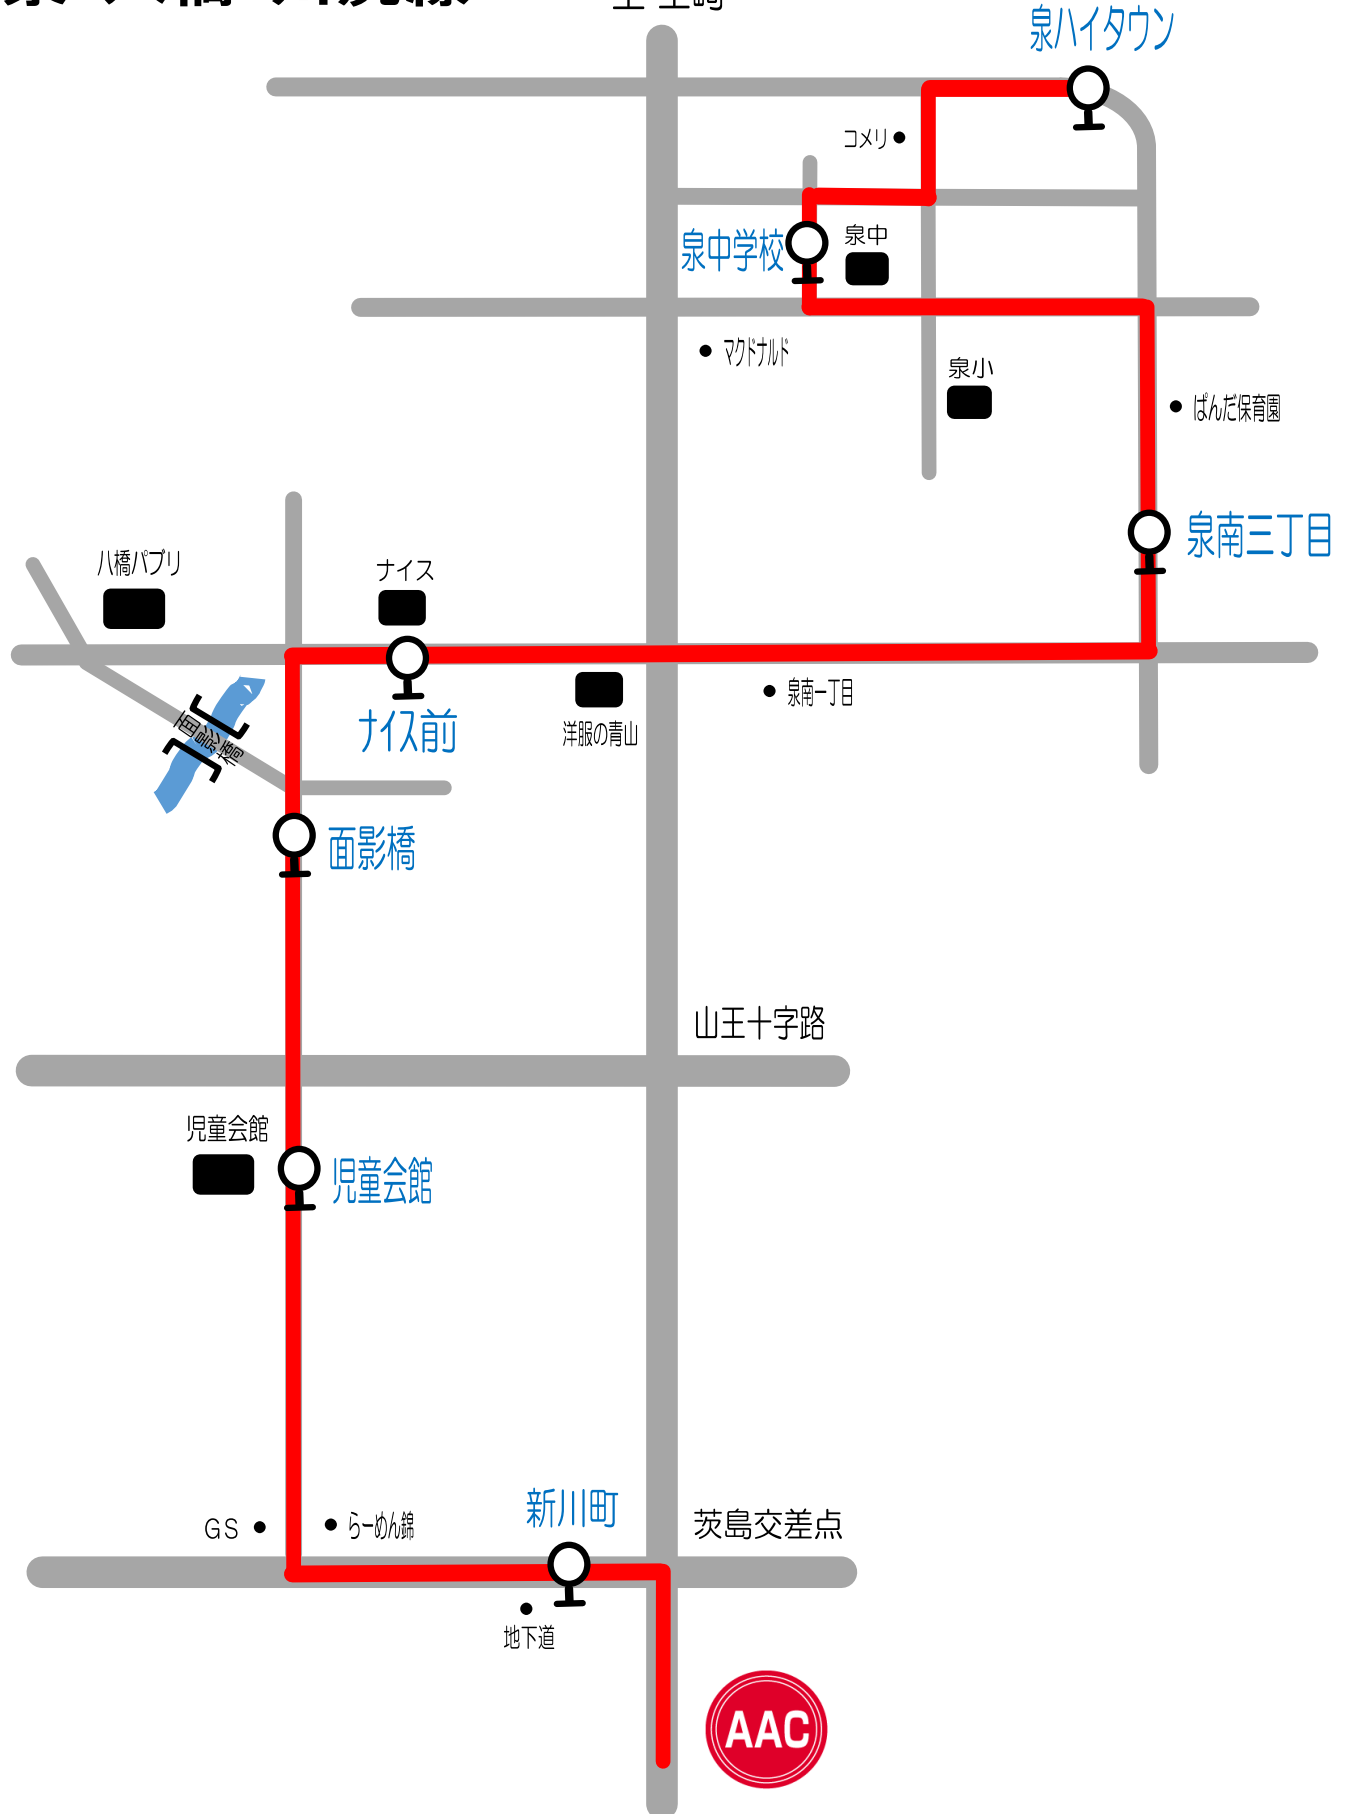 泉ハイタウン
コメリ
泉中学校
泉中
マクドナルド
泉小
ぱんだ保育園
泉南三丁目
八橋パブリ
ナイス
泉南一丁目
ナイス前
洋服の青山
面影橋
面影橋
山王十字路
児童会館
児童会館
新川町
GS
らーめん錦
茨島交差点
地下道
AAC